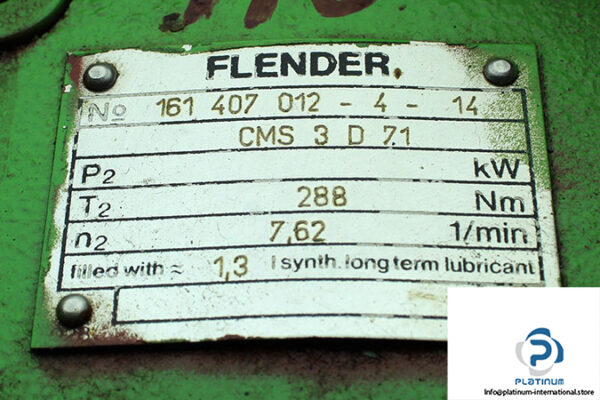 FLENDER
No 161 407 012 - 4 - 14
CMS 3 D 71
P2 kW
T2 288 Nm
n2 7,62 1/min
filled with ≈ 1,3 l synth. long term lubricant
PLATINUM
Info@platinum-international.store